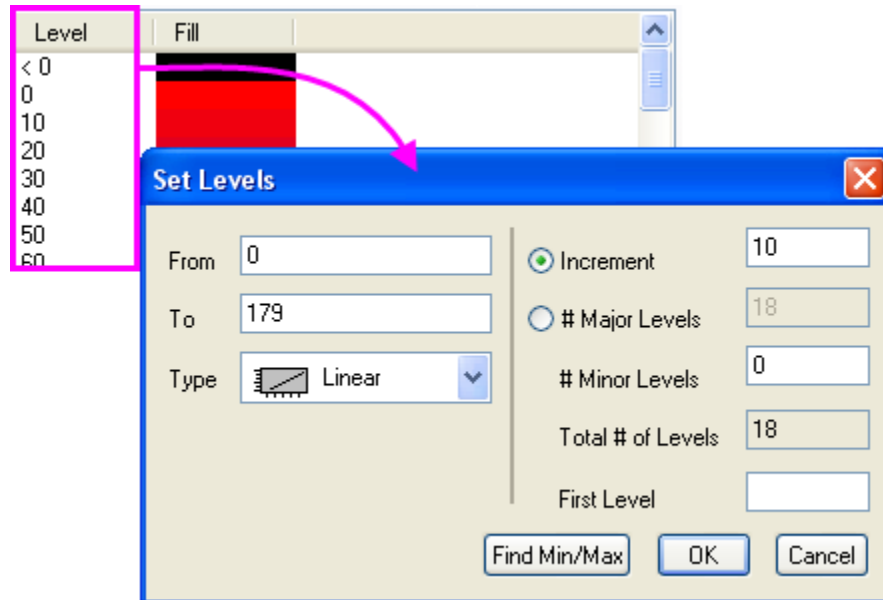 Level Fill
< 0
0
10
20
30
40
50
60
Set Levels
From 0
To 179
Type Linear
Increment 10
# Major Levels 18
# Minor Levels 0
Total # of Levels 18
First Level
Find Min/Max OK Cancel